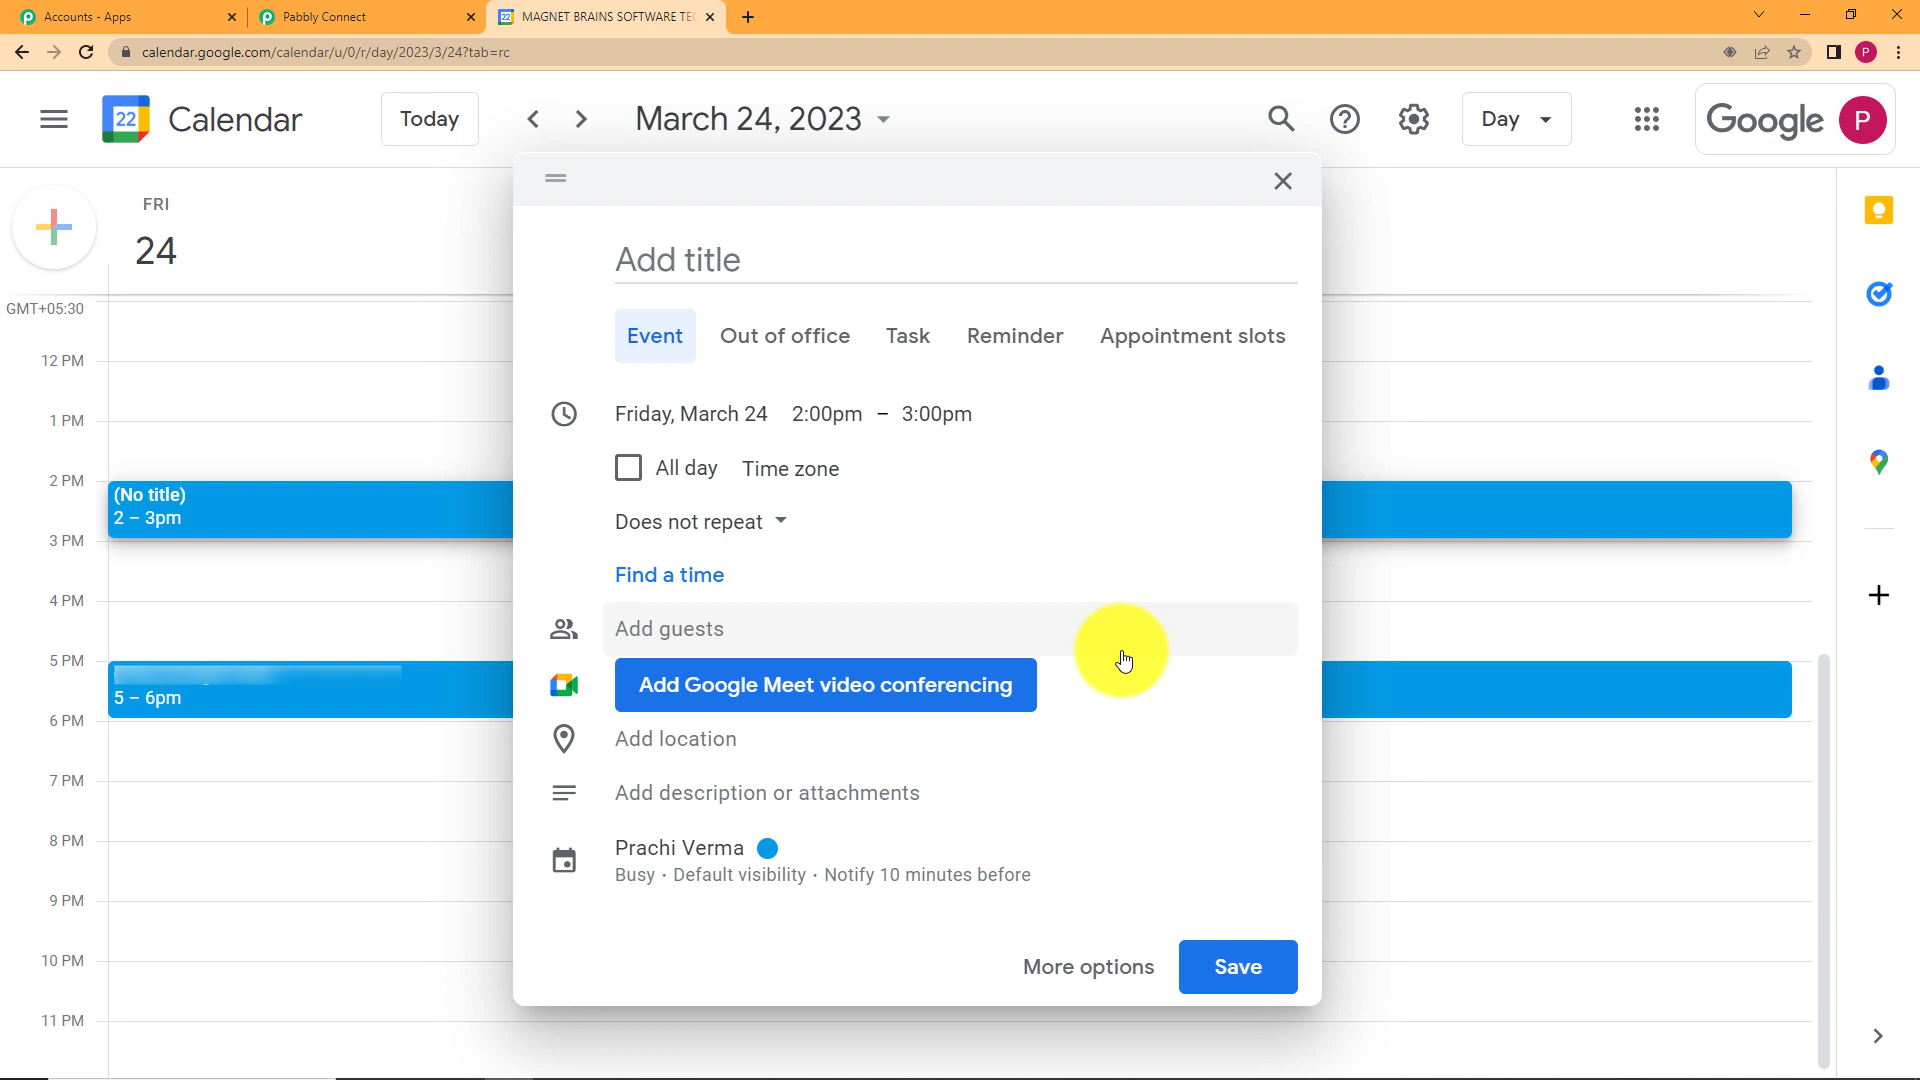 Accounts - Apps
Pabbly Connect
MAGNET BRAINS SOFTWARE TEC
calendar.google.com/calendar/u/0/r/day/2023/3/24?tab=rc
P
22
Calendar
Today
March 24, 2023
Day
Google
P
FRI
24
GMT+05:30
12 PM
1 PM
2 PM
3 PM
4 PM
5 PM
6 PM
7 PM
8 PM
9 PM
10 PM
11 PM
(No title)
2 – 3pm
5 – 6pm
Add title
Event
Out of office
Task
Reminder
Appointment slots
Friday, March 24 2:00pm – 3:00pm
All day Time zone
Does not repeat
Find a time
Add guests
Add Google Meet video conferencing
Add location
Add description or attachments
Prachi Verma
Busy · Default visibility · Notify 10 minutes before
More options
Save